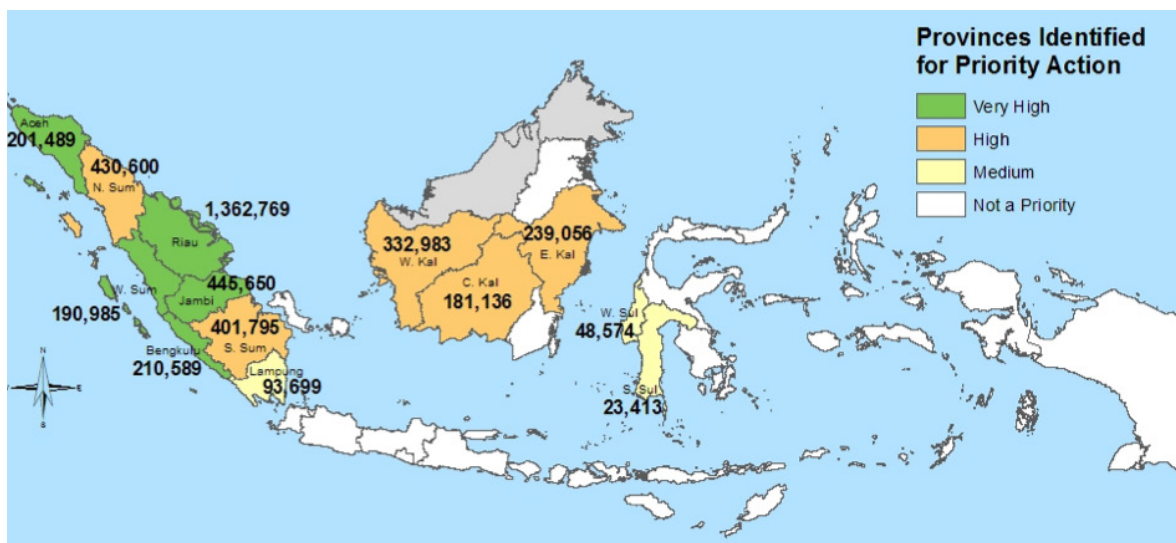 Provinces Identified
for Priority Action
Very High
High
Medium
Not a Priority
Aceh
201,489
430,600
N. Sum
1,362,769
Riau
W. Sum
445,650
Jambi
190,985
401,795
S. Sum
Bengkulu
210,589
Lampung
93,699
332,983
W. Kal
239,056
E. Kal
C. Kal
181,136
W. Sul
48,574
S. Sul
23,413
N
E
S